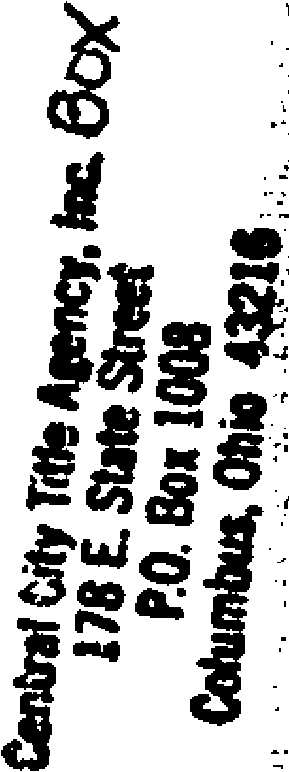 Central City Title Agency, Inc. BOX
178 E. State Street
P.O. Box 1008
Columbus, Ohio 43216